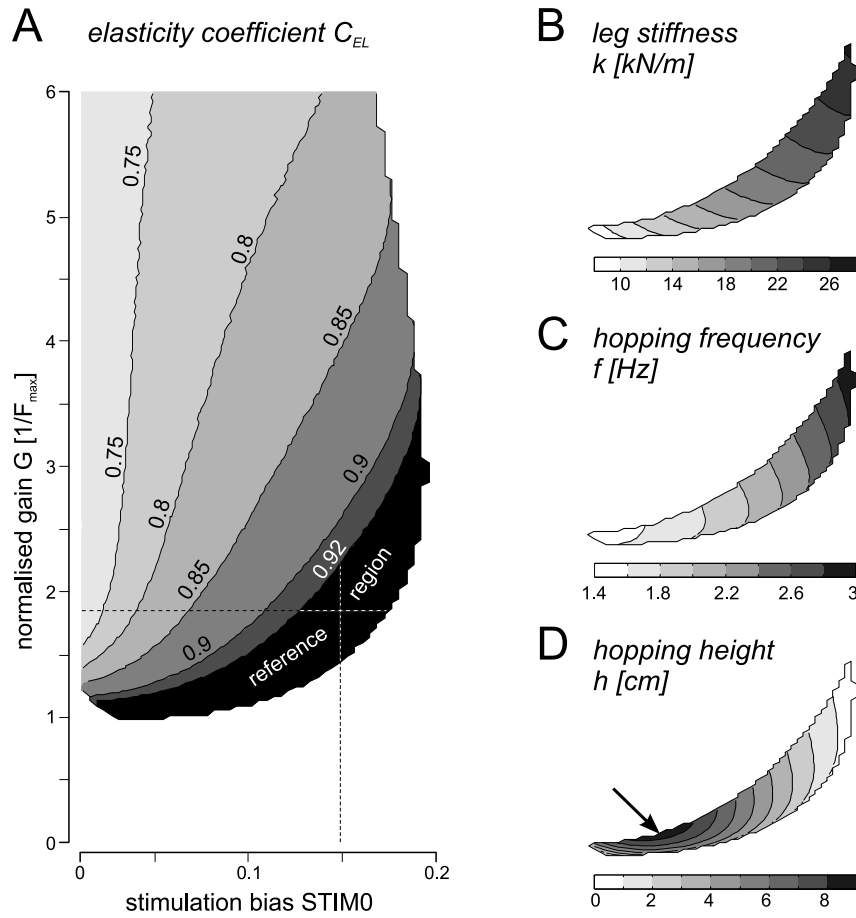 A
elasticity coefficient C_EL
normalised gain G [1/F_max]
6
5
4
3
2
1
0
0.75
0.8
0.85
0.75
0.8
0.85
0.9
0.9
0.92
reference
region
0
0.1
0.2
stimulation bias STIM0
B
leg stiffness
k [kN/m]
10 14 18 22 26
C
hopping frequency
f [Hz]
1.4 1.8 2.2 2.6 3
D
hopping height
h [cm]
0 2 4 6 8